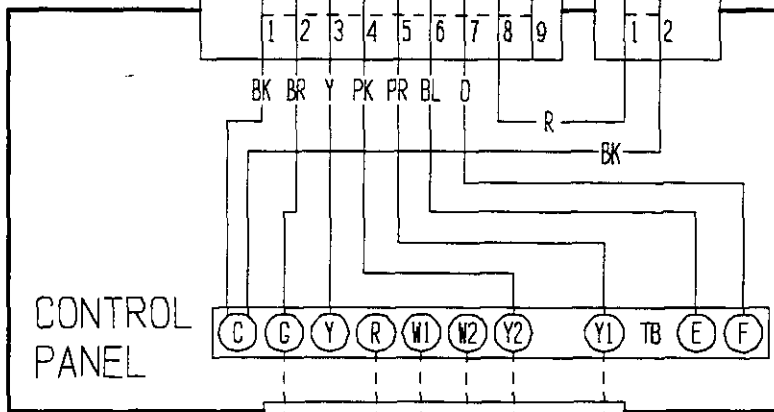 1 2 3 4 5 6 7 8 9 1 2
BK BR Y PK PR BL O
R
BK
CONTROL
PANEL
C G Y R W1 W2 Y2 Y1 TB E F